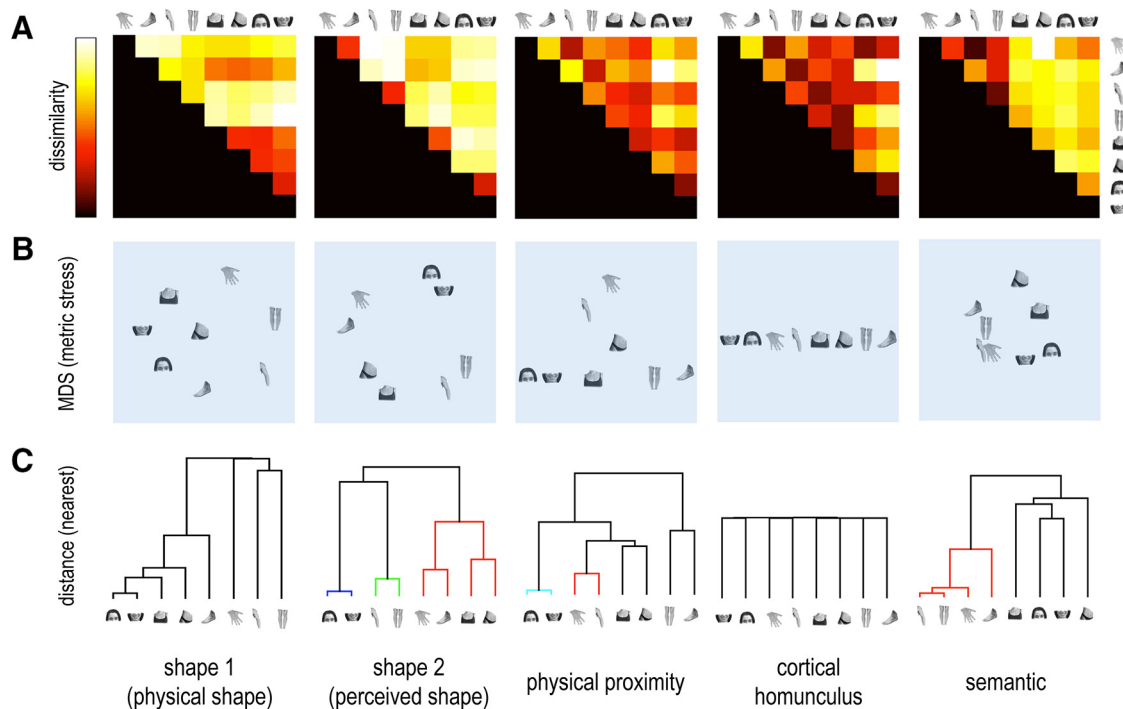 A
dissimilarity
B
MDS (metric stress)
C
distance (nearest)
shape 1
(physical shape)
shape 2
(perceived shape)
physical proximity
cortical
homunculus
semantic